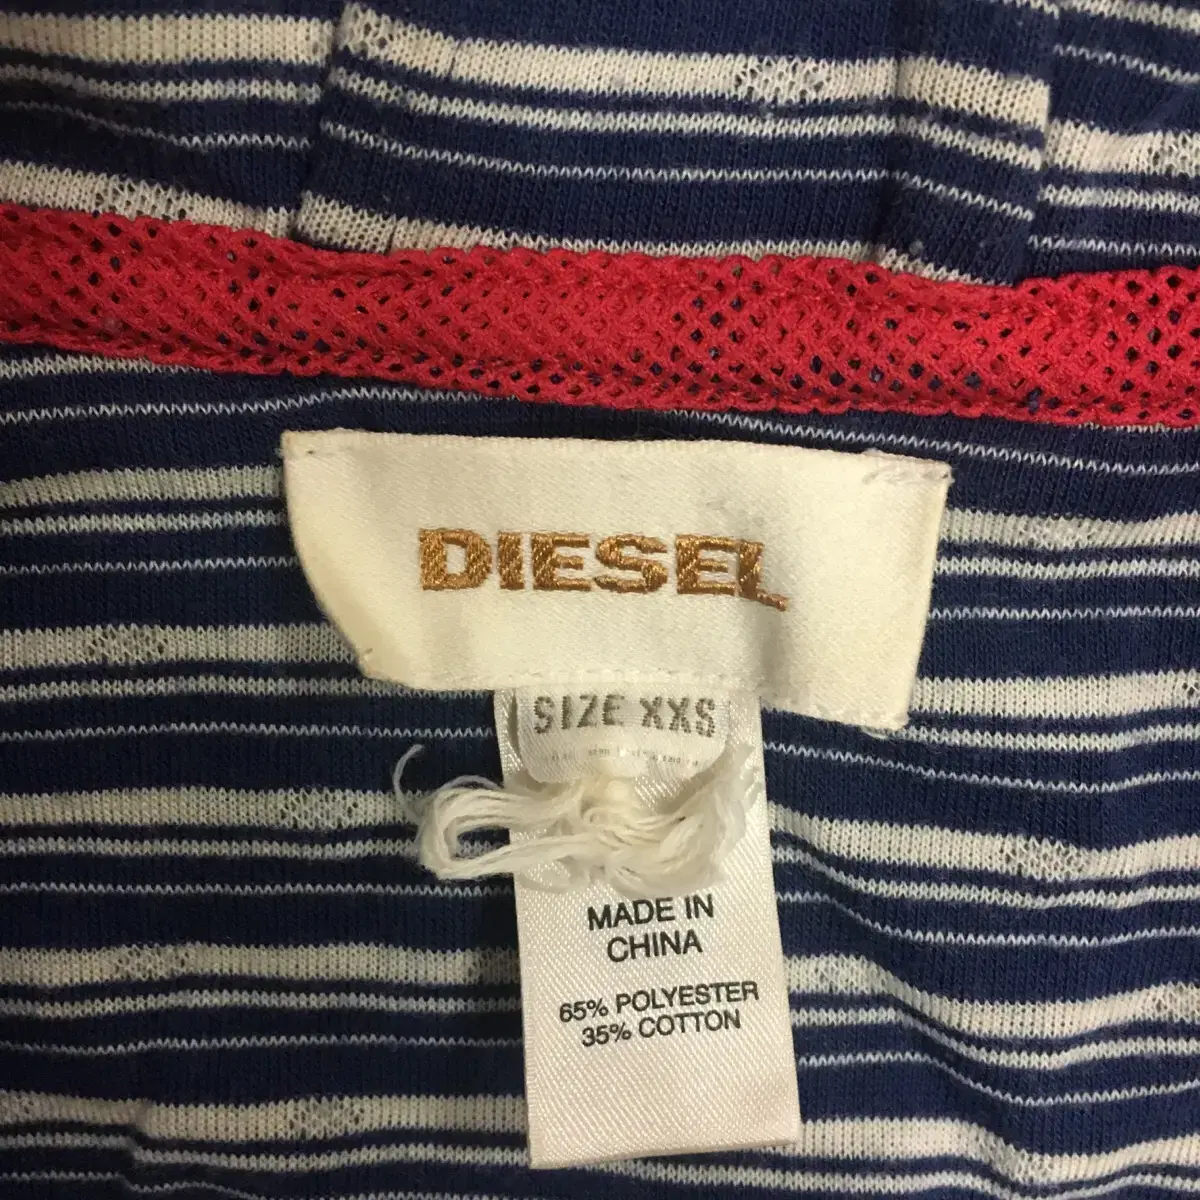 DIESEL
SIZE XXS
MADE IN
CHINA
65% POLYESTER
35% COTTON